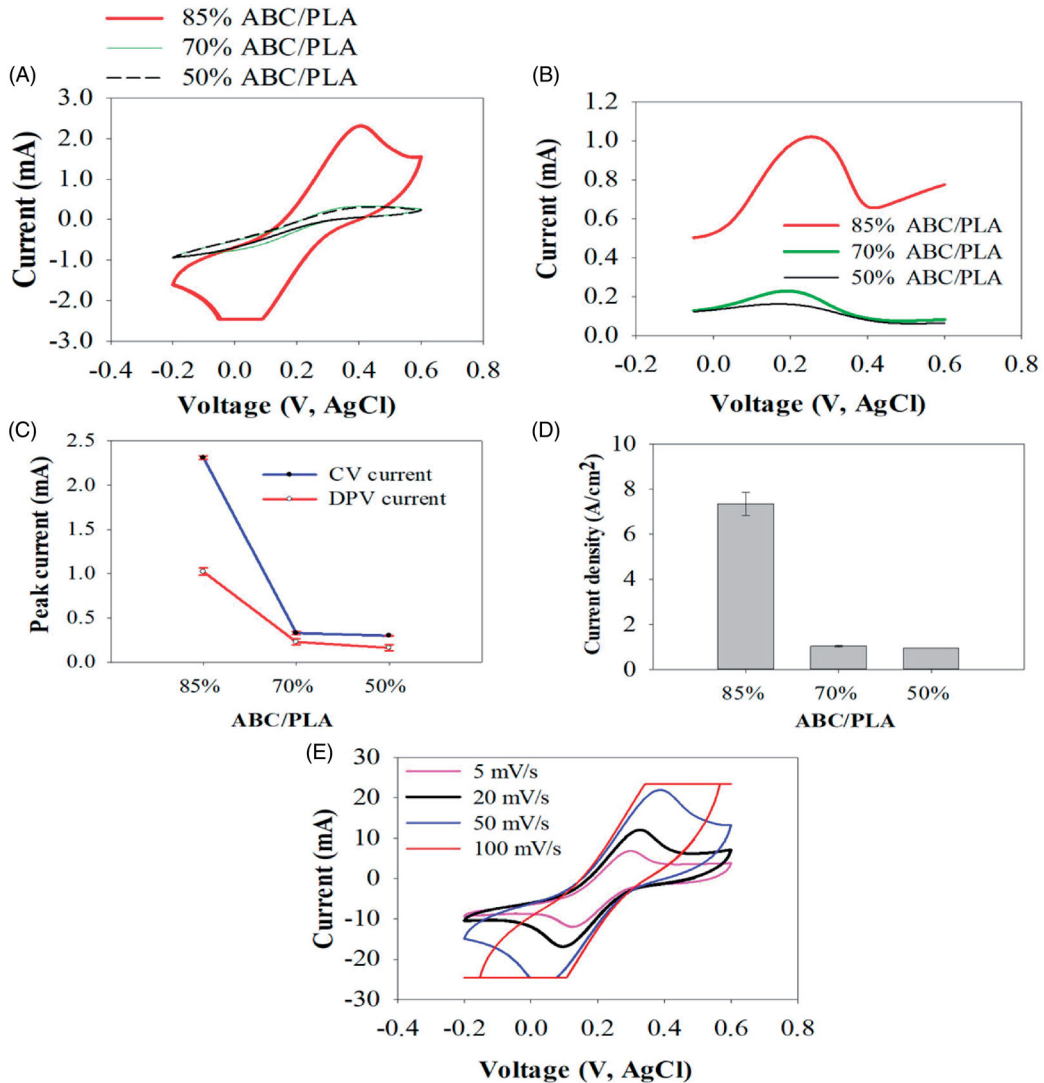 85% ABC/PLA
70% ABC/PLA
50% ABC/PLA
(A)
3.0
2.0
1.0
0.0
-1.0
-2.0
-3.0
Current (mA)
-0.4 -0.2 0.0 0.2 0.4 0.6 0.8
Voltage (V, AgCl)
(B)
1.2
1.0
0.8
0.6
0.4
0.2
0.0
Current (mA)
85% ABC/PLA
70% ABC/PLA
50% ABC/PLA
-0.2 0.0 0.2 0.4 0.6 0.8
Voltage (V, AgCl)
(C)
2.5
2.0
1.5
1.0
0.5
0.0
Peak current (mA)
CV current
DPV current
85% 70% 50%
ABC/PLA
(D)
10
8
6
4
2
0
Current density (A/cm²)
85% 70% 50%
ABC/PLA
(E)
30
20
10
0
-10
-20
-30
Current (mA)
5 mV/s
20 mV/s
50 mV/s
100 mV/s
-0.4 -0.2 0.0 0.2 0.4 0.6 0.8
Voltage (V, AgCl)